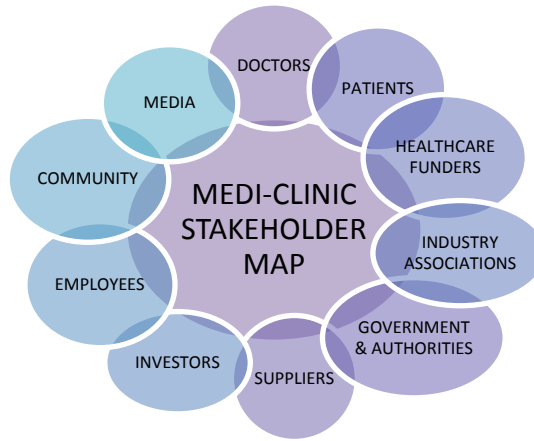 DOCTORS
PATIENTS
HEALTHCARE
FUNDERS
INDUSTRY
ASSOCIATIONS
GOVERNMENT
& AUTHORITIES
SUPPLIERS
INVESTORS
EMPLOYEES
COMMUNITY
MEDIA
MEDI-CLINIC
STAKEHOLDER
MAP